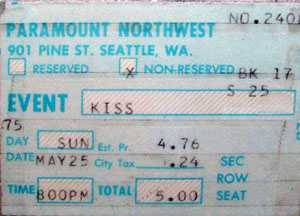 PARAMOUNT NORTHWEST NO. 240
901 PINE ST. SEATTLE, WA.
RESERVED X NON-RESERVED BK 17
S 25
EVENT KISS
75
DAY SUN Est. Pr. 4.76
DATE MAY25 City Tax .24 SEC
ROW
TIME 800PM TOTAL 5.00 SEAT